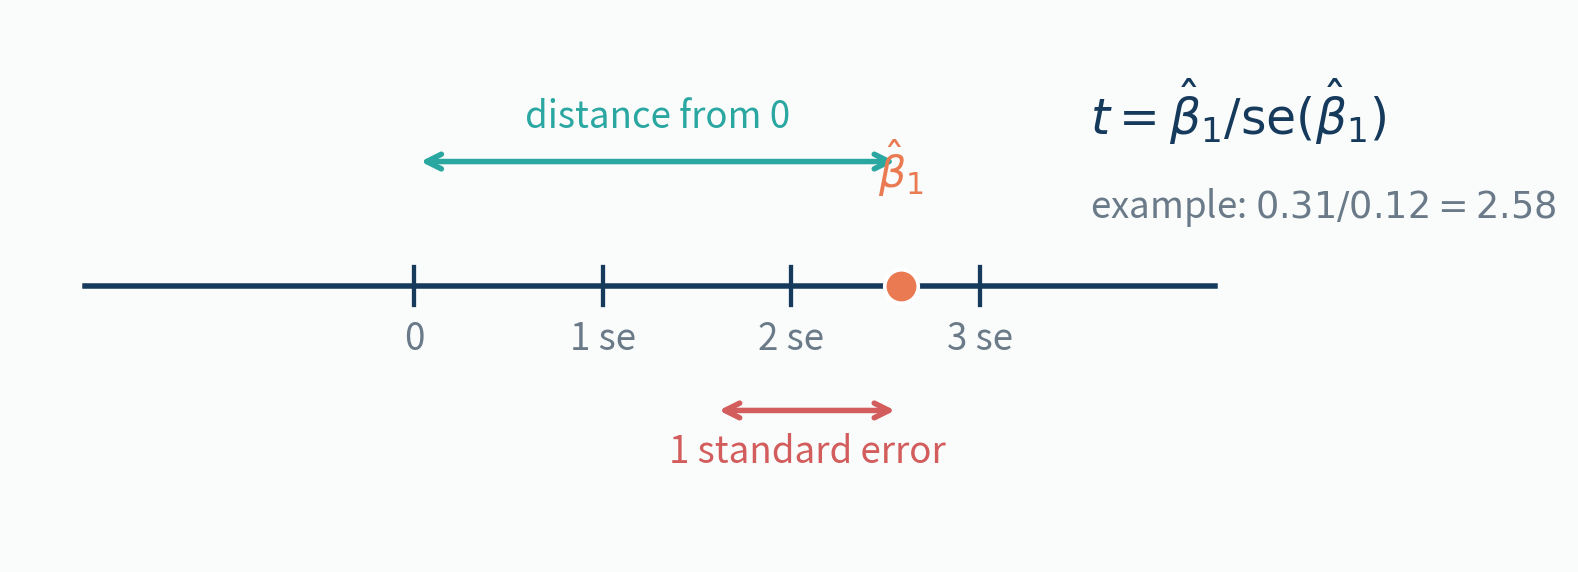 distance from 0
β̂₁
t = β̂₁/se(β̂₁)
example: 0.31/0.12 = 2.58
0
1 se
2 se
3 se
1 standard error